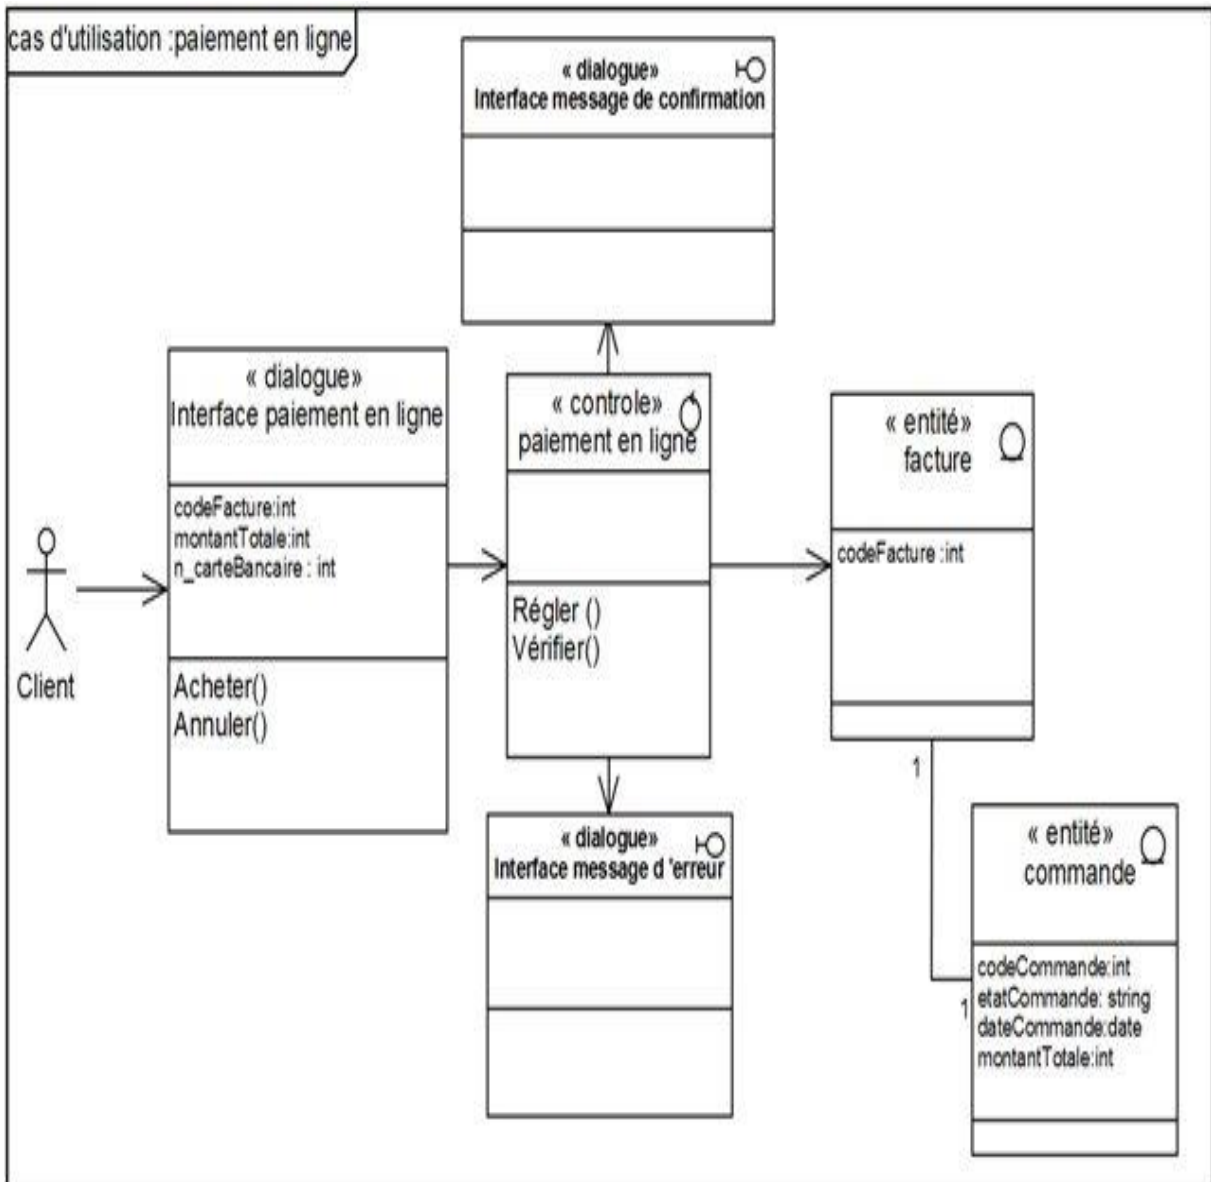 cas d'utilisation :paiement en ligne
« dialogue»
Interface message de confirmation
« dialogue»
Interface paiement en ligne
codeFacture:int
montantTotale:int
n_carteBancaire : int
Acheter()
Annuler()
Client
« controle»
paiement en ligne
Régler ()
Vérifier()
« entité»
facture
codeFacture :int
1
« dialogue»
Interface message d 'erreur
« entité»
commande
1
codeCommande:int
etatCommande: string
dateCommande:date
montantTotale:int